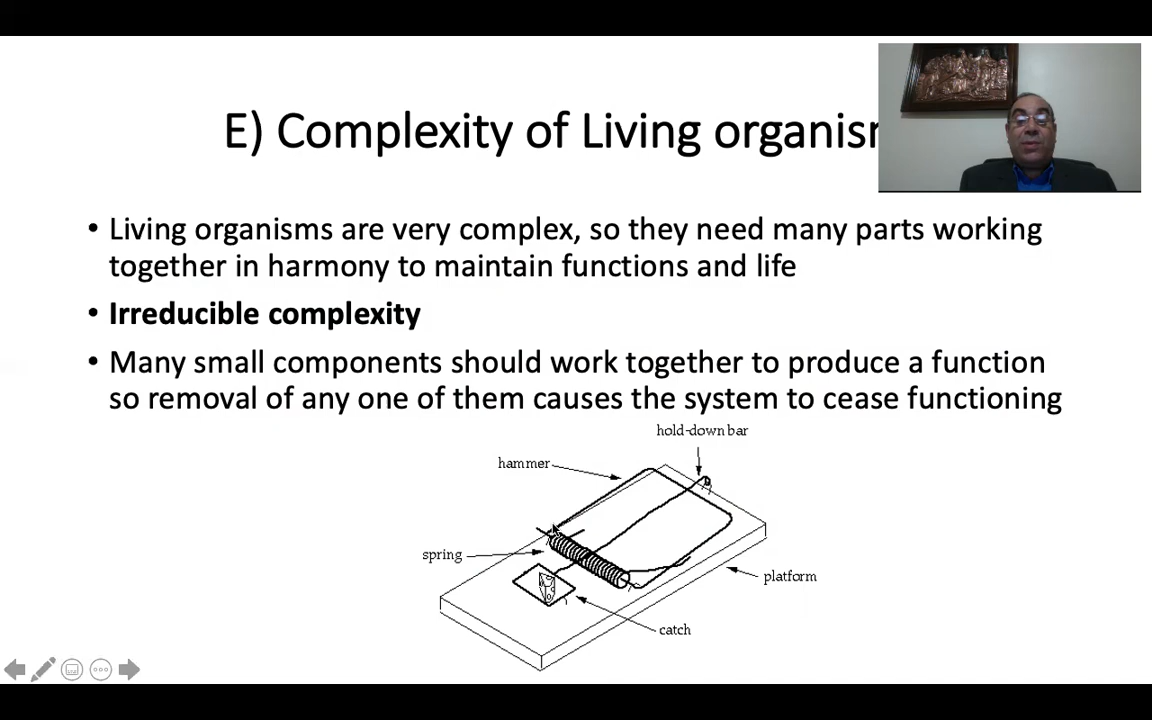 E) Complexity of Living
• Living organisms are very complex, so they need many parts working
together in harmony to maintain functions and life
• Irreducible complexity
• Many small components should work together to produce a function
so removal of any one of them causes the system to cease functioning
hold-down bar
hammer
spring
platform
catch